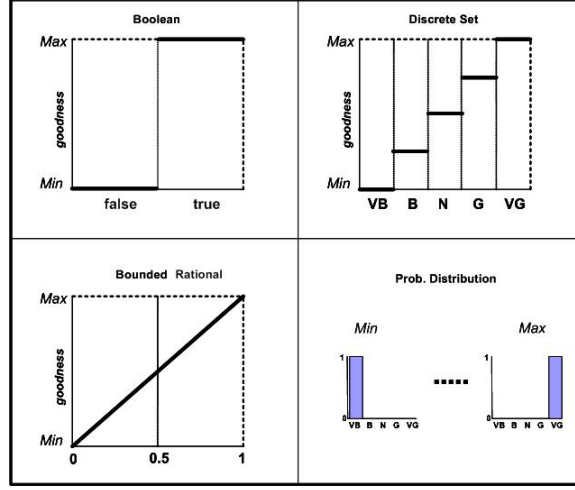 Boolean
Max
goodness
Min
false true
Discrete Set
Max
goodness
Min
VB B N G VG
Bounded Rational
Max
goodness
Min
0 0.5 1
Prob. Distribution
Min Max
1
0
VB B N G VG
1
0
VB B N G VG